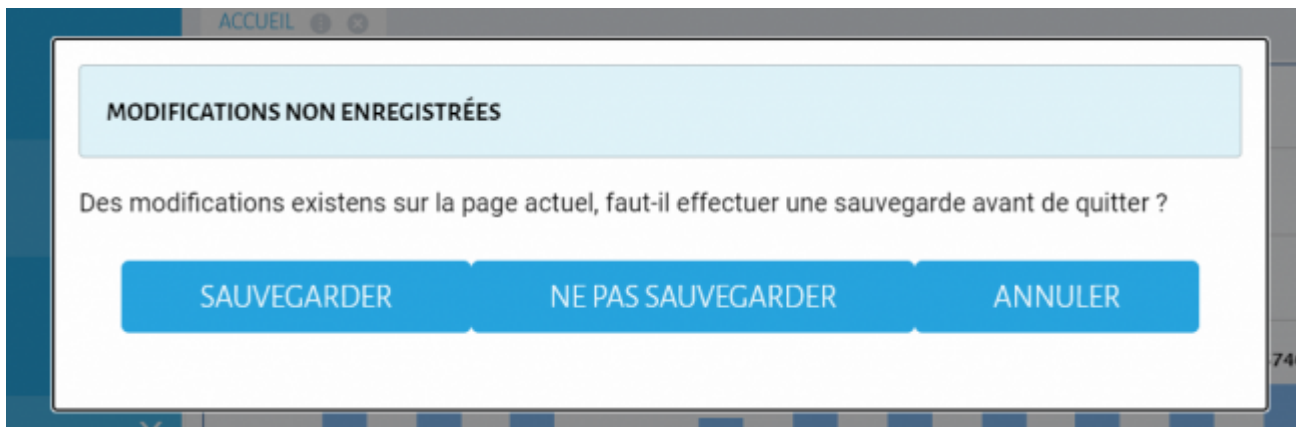 ACCUEIL
MODIFICATIONS NON ENREGISTRÉES
Des modifications existens sur la page actuel, faut-il effectuer une sauvegarde avant de quitter ?
SAUVEGARDER NE PAS SAUVEGARDER ANNULER